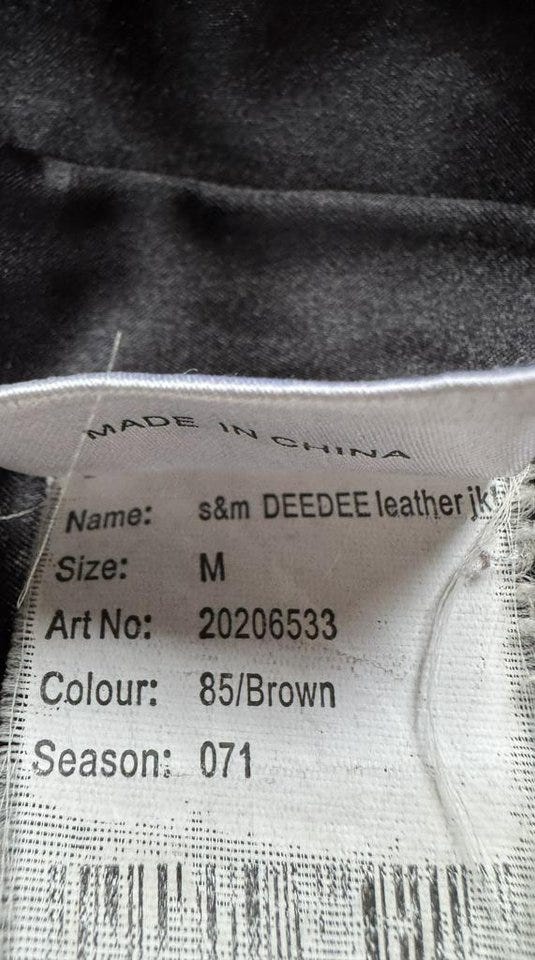 MADE IN CHINA
Name: s&m DEEDEE leather jk
Size: M
Art No: 20206533
Colour: 85/Brown
Season: 071